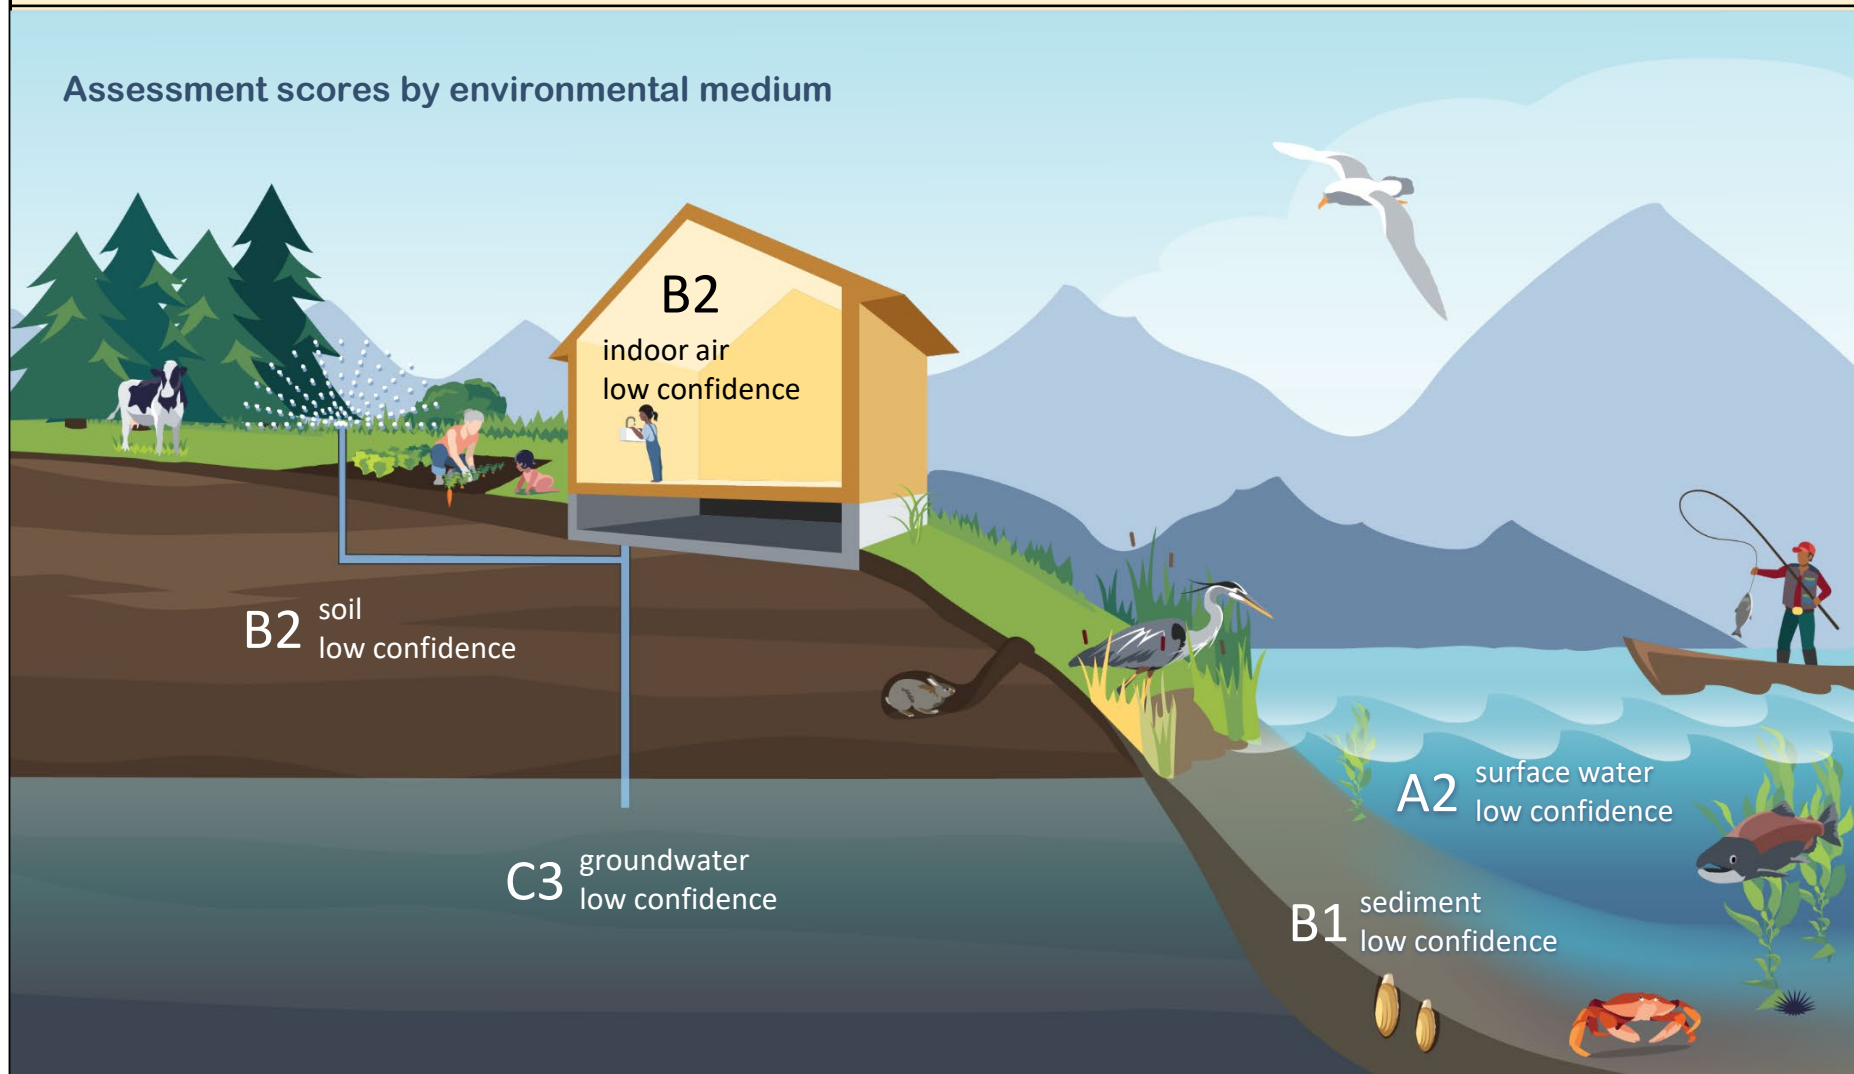 Assessment scores by environmental medium
B2
indoor air
low confidence
B2
soil
low confidence
A2
surface water
low confidence
C3
groundwater
low confidence
B1
sediment
low confidence